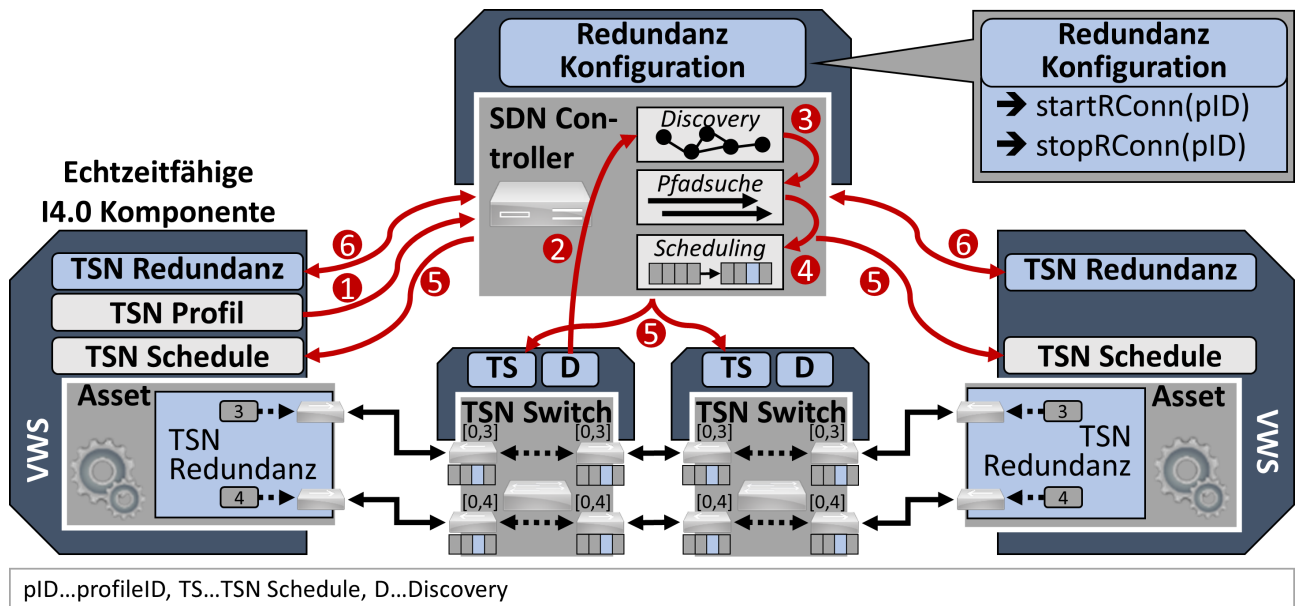 Redundanz
Konfiguration
Redundanz
Konfiguration
➔ startRConn(pID)
➔ stopRConn(pID)
SDN Con-
troller
Discovery
3
Pfadsuche
Scheduling
4
2
Echtzeitfähige
I4.0 Komponente
6
1
5
6
5
5
TSN Redundanz
TSN Profil
TSN Schedule
VWS
Asset
3
TSN
Redundanz
4
TS
D
TSN Switch
[0,3]
[0,3]
[0,4]
[0,4]
TS
D
TSN Switch
[0,3]
[0,3]
[0,4]
[0,4]
TSN Redundanz
TSN Schedule
VWS
Asset
3
TSN
Redundanz
4
pID...profileID, TS...TSN Schedule, D...Discovery